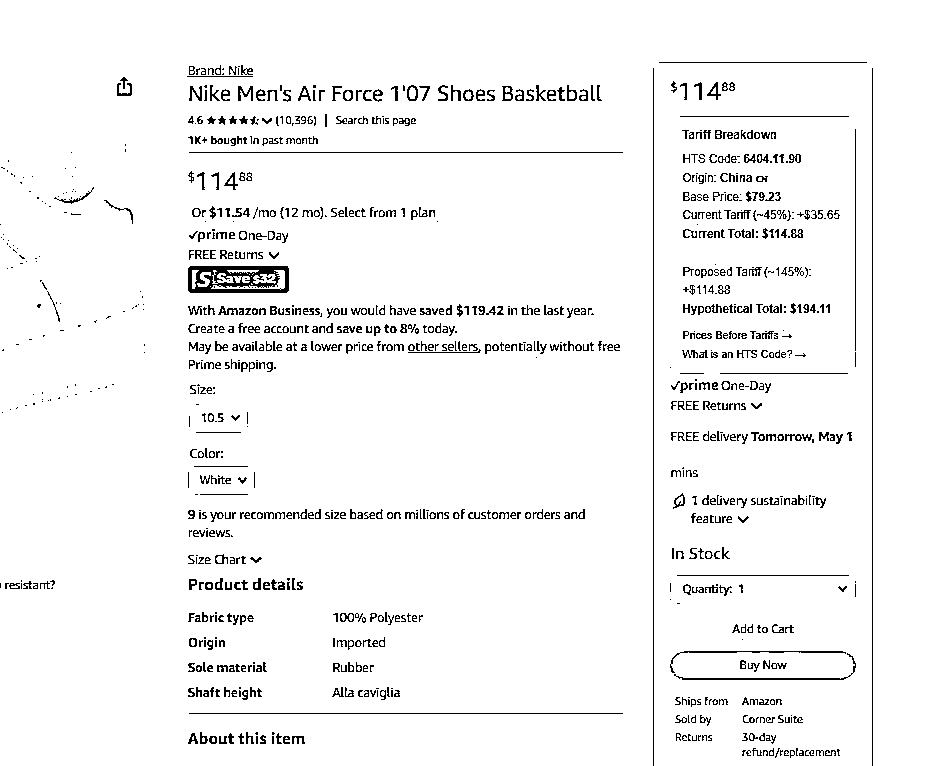 Brand: Nike
Nike Men's Air Force 1'07 Shoes Basketball
4.6 ★★★★☆ (10,396) | Search this page
1K+ bought in past month
$114 88
Or $11.54 /mo (12 mo). Select from 1 plan
✓prime One-Day
FREE Returns
S Save $32
With Amazon Business, you would have saved $119.42 in the last year.
Create a free account and save up to 8% today.
May be available at a lower price from other sellers, potentially without free
Prime shipping.
Size:
10.5
Color:
White
9 is your recommended size based on millions of customer orders and
reviews.
Size Chart
resistant?
Product details
Fabric type 100% Polyester
Origin Imported
Sole material Rubber
Shaft height Alla caviglia
About this item
$114 88
Tariff Breakdown
HTS Code: 6404.11.90
Origin: China CN
Base Price: $79.23
Current Tariff (~45%): +$35.65
Current Total: $114.88
Proposed Tariff (~145%):
+$114.88
Hypothetical Total: $194.11
Prices Before Tariffs →
What is an HTS Code? →
✓prime One-Day
FREE Returns
FREE delivery Tomorrow, May 1
mins
1 delivery sustainability
feature
In Stock
Quantity: 1
Add to Cart
Buy Now
Ships from Amazon
Sold by Corner Suite
Returns 30-day
refund/replacement